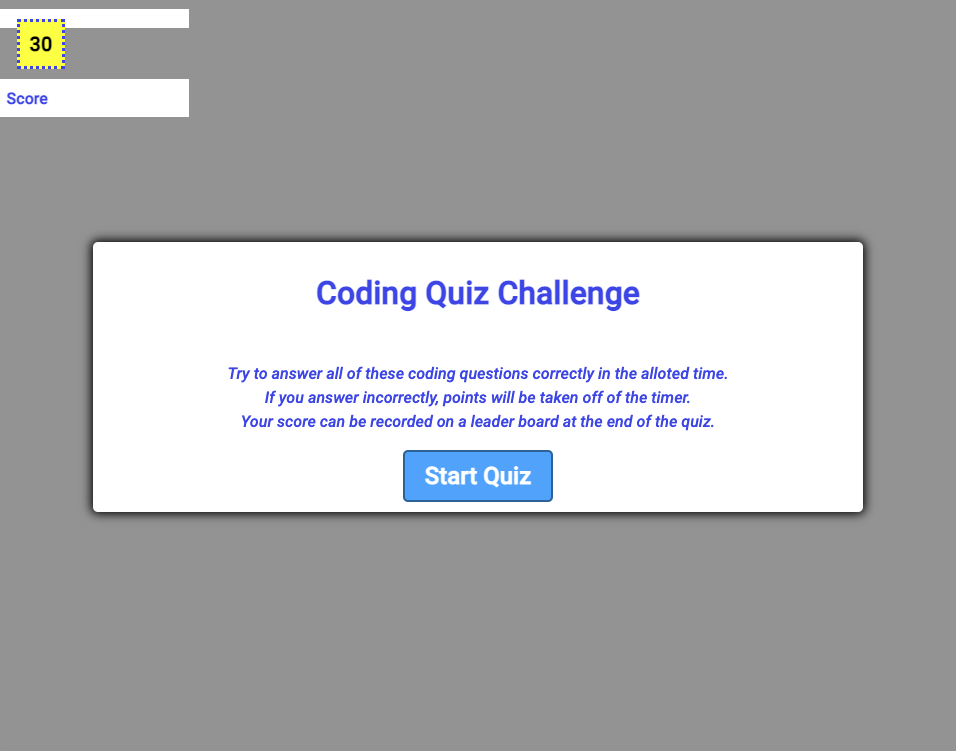 30
Score
Coding Quiz Challenge
Try to answer all of these coding questions correctly in the alloted time.
If you answer incorrectly, points will be taken off of the timer.
Your score can be recorded on a leader board at the end of the quiz.
Start Quiz